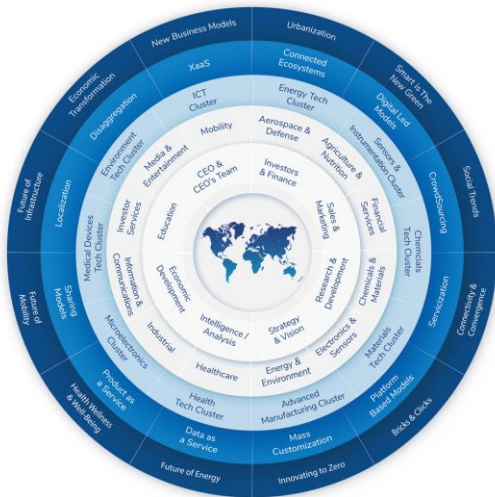 New Business Models
Urbanization
Smart is The
New Green
Social Trends
Connectivity &
Convergence
Bricks & Clicks
Innovating to Zero
Future of Energy
Health Wellness
& Well-Being
Future of
Mobility
Future of
Infrastructure
Economic
Transformation
XaaS
Connected
Ecosystems
Digital Led
Models
CrowdSourcing
Servicization
Platform
Based Models
Mass
Customization
Data as
a Service
Product as
a Service
Sharing
Models
Localization
Disaggregation
ICT
Cluster
Energy Tech
Cluster
Sensors &
Instrumentation Cluster
Chemcials
Tech Cluster
Materials
Tech Cluster
Advanced
Manufacturing Cluster
Health
Tech Cluster
Microelectronics
Cluster
Medical Devices
Tech Cluster
Environment
Tech Cluster
Mobility
Aerospace &
Defense
Agriculture &
Nutrition
Financial
Services
Chemicals &
Materials
Electronics &
Sensors
Energy &
Environment
Healthcare
Industrial
Information &
Communications
Investor
Services
Media &
Entertainment
CEO &
CEO's Team
Investors
& Finance
Sales &
Marketing
Research &
Development
Strategy
& Vision
Intelligence /
Analysis
Economic
Development
Education